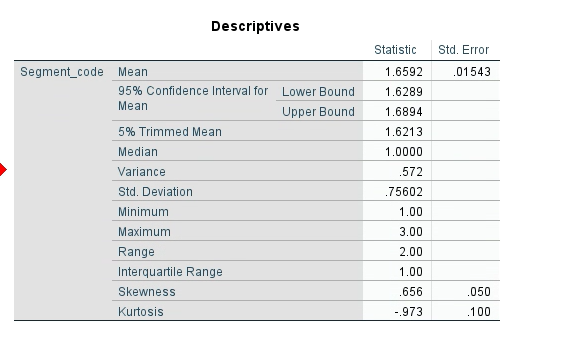 Descriptives
Statistic Std. Error
Segment_code Mean 1.6592 .01543
95% Confidence Interval for Mean Lower Bound 1.6289
Upper Bound 1.6894
5% Trimmed Mean 1.6213
Median 1.0000
Variance .572
Std. Deviation .75602
Minimum 1.00
Maximum 3.00
Range 2.00
Interquartile Range 1.00
Skewness .656 .050
Kurtosis -.973 .100